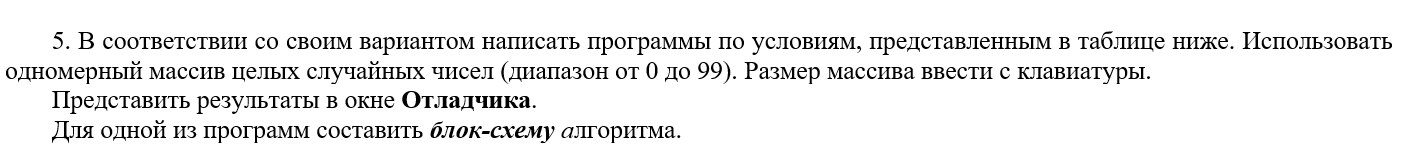 5. В соответствии со своим вариантом написать программы по условиям, представленным в таблице ниже. Использовать
одномерный массив целых случайных чисел (диапазон от 0 до 99). Размер массива ввести с клавиатуры.
Представить результаты в окне Отладчика.
Для одной из программ составить блок-схему алгоритма.